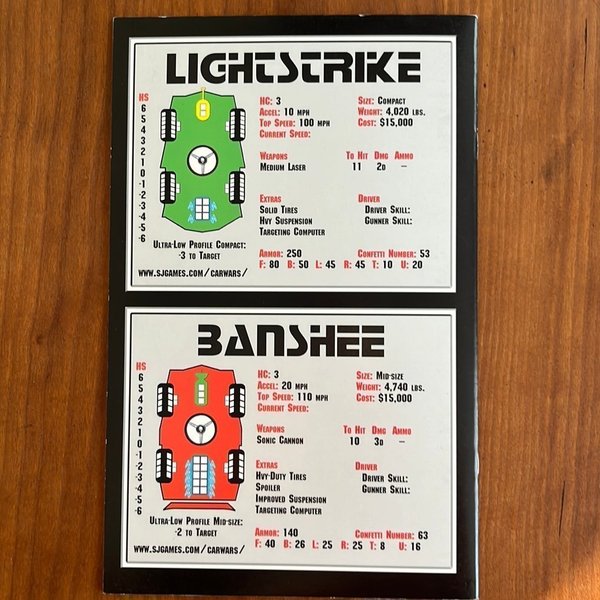 LIGHTSTRIKE
HS
6
5
4
3
2
1
0
-1
-2
-3
-4
-5
-6
HC: 3
Accel: 10 mph
Top Speed: 100 mph
Current Speed:
Size: Compact
Weight: 4,020 lbs.
Cost: $15,000
Weapons To Hit Dmg Ammo
Medium Laser 11 2d –
Extras
Solid Tires
Hvy Suspension
Targeting Computer
Driver
Driver Skill:
Gunner Skill:
Ultra-Low Profile Compact:
-3 to Target
www.sjgames.com/carwars/
Armor: 250 Confetti Number: 53
F: 80 B: 50 L: 45 R: 45 T: 10 U: 20
BANSHEE
HS
6
5
4
3
2
1
0
-1
-2
-3
-4
-5
-6
HC: 3
Accel: 20 mph
Top Speed: 110 mph
Current Speed:
Size: Mid-size
Weight: 4,740 lbs.
Cost: $15,000
Weapons To Hit Dmg Ammo
Sonic Cannon 10 3d –
Extras
Hvy-Duty Tires
Spoiler
Improved Suspension
Targeting Computer
Driver
Driver Skill:
Gunner Skill:
Ultra-Low Profile Mid-size:
-2 to Target
www.sjgames.com/carwars/
Armor: 140 Confetti Number: 63
F: 40 B: 26 L: 25 R: 25 T: 8 U: 16